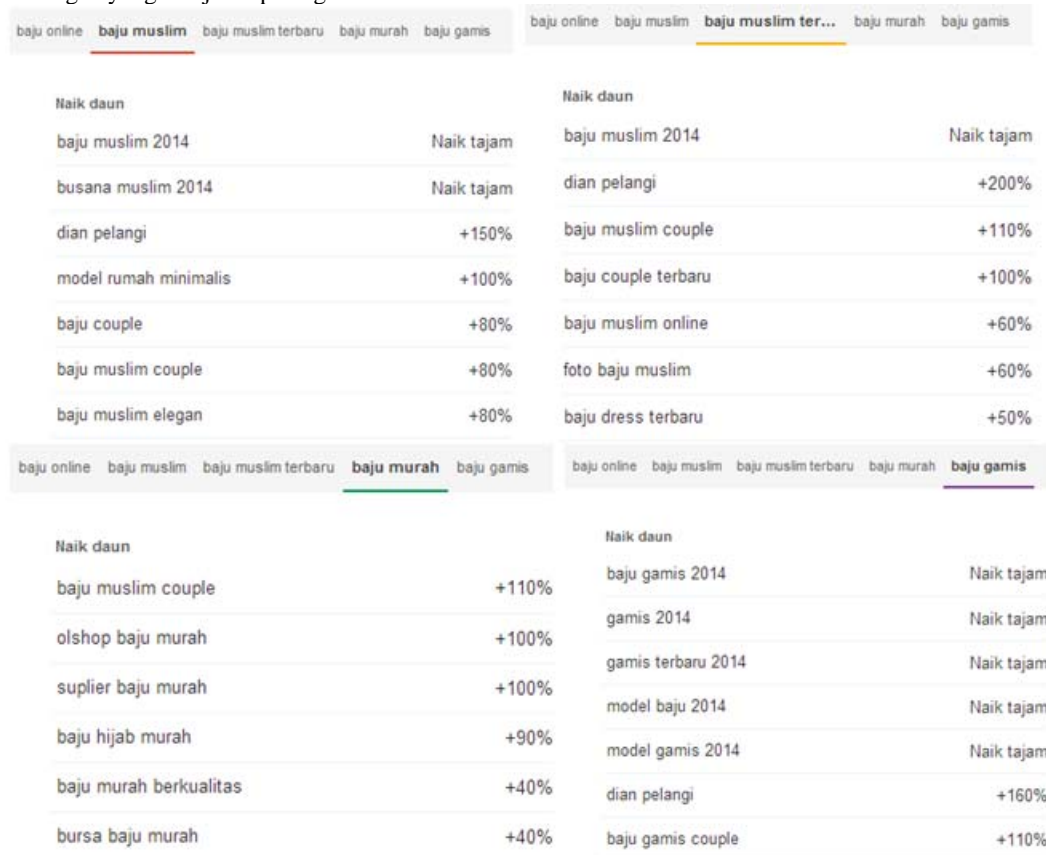 baju online baju muslim baju muslim terbaru baju murah baju gamis
Naik daun
baju muslim 2014 Naik tajam
busana muslim 2014 Naik tajam
dian pelangi +150%
model rumah minimalis +100%
baju couple +80%
baju muslim couple +80%
baju muslim elegan +80%
baju online baju muslim baju muslim ter... baju murah baju gamis
Naik daun
baju muslim 2014 Naik tajam
dian pelangi +200%
baju muslim couple +110%
baju couple terbaru +100%
baju muslim online +60%
foto baju muslim +60%
baju dress terbaru +50%
baju online baju muslim baju muslim terbaru baju murah baju gamis
Naik daun
baju muslim couple +110%
olshop baju murah +100%
suplier baju murah +100%
baju hijab murah +90%
baju murah berkualitas +40%
bursa baju murah +40%
baju online baju muslim baju muslim terbaru baju murah baju gamis
Naik daun
baju gamis 2014 Naik tajam
gamis 2014 Naik tajam
gamis terbaru 2014 Naik tajam
model baju 2014 Naik tajam
model gamis 2014 Naik tajam
dian pelangi +160%
baju gamis couple +110%